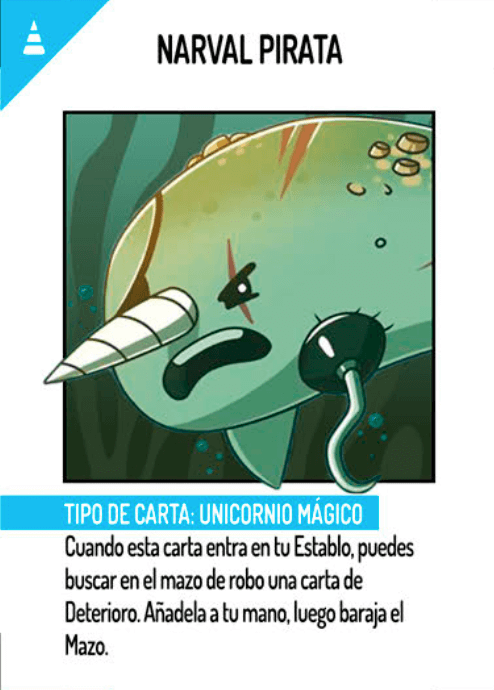 NARVAL PIRATA
TIPO DE CARTA: UNICORNIO MÁGICO
Cuando esta carta entra en tu Establo, puedes
buscar en el mazo de robo una carta de
Deterioro. Añadela a tu mano, luego baraja el
Mazo.